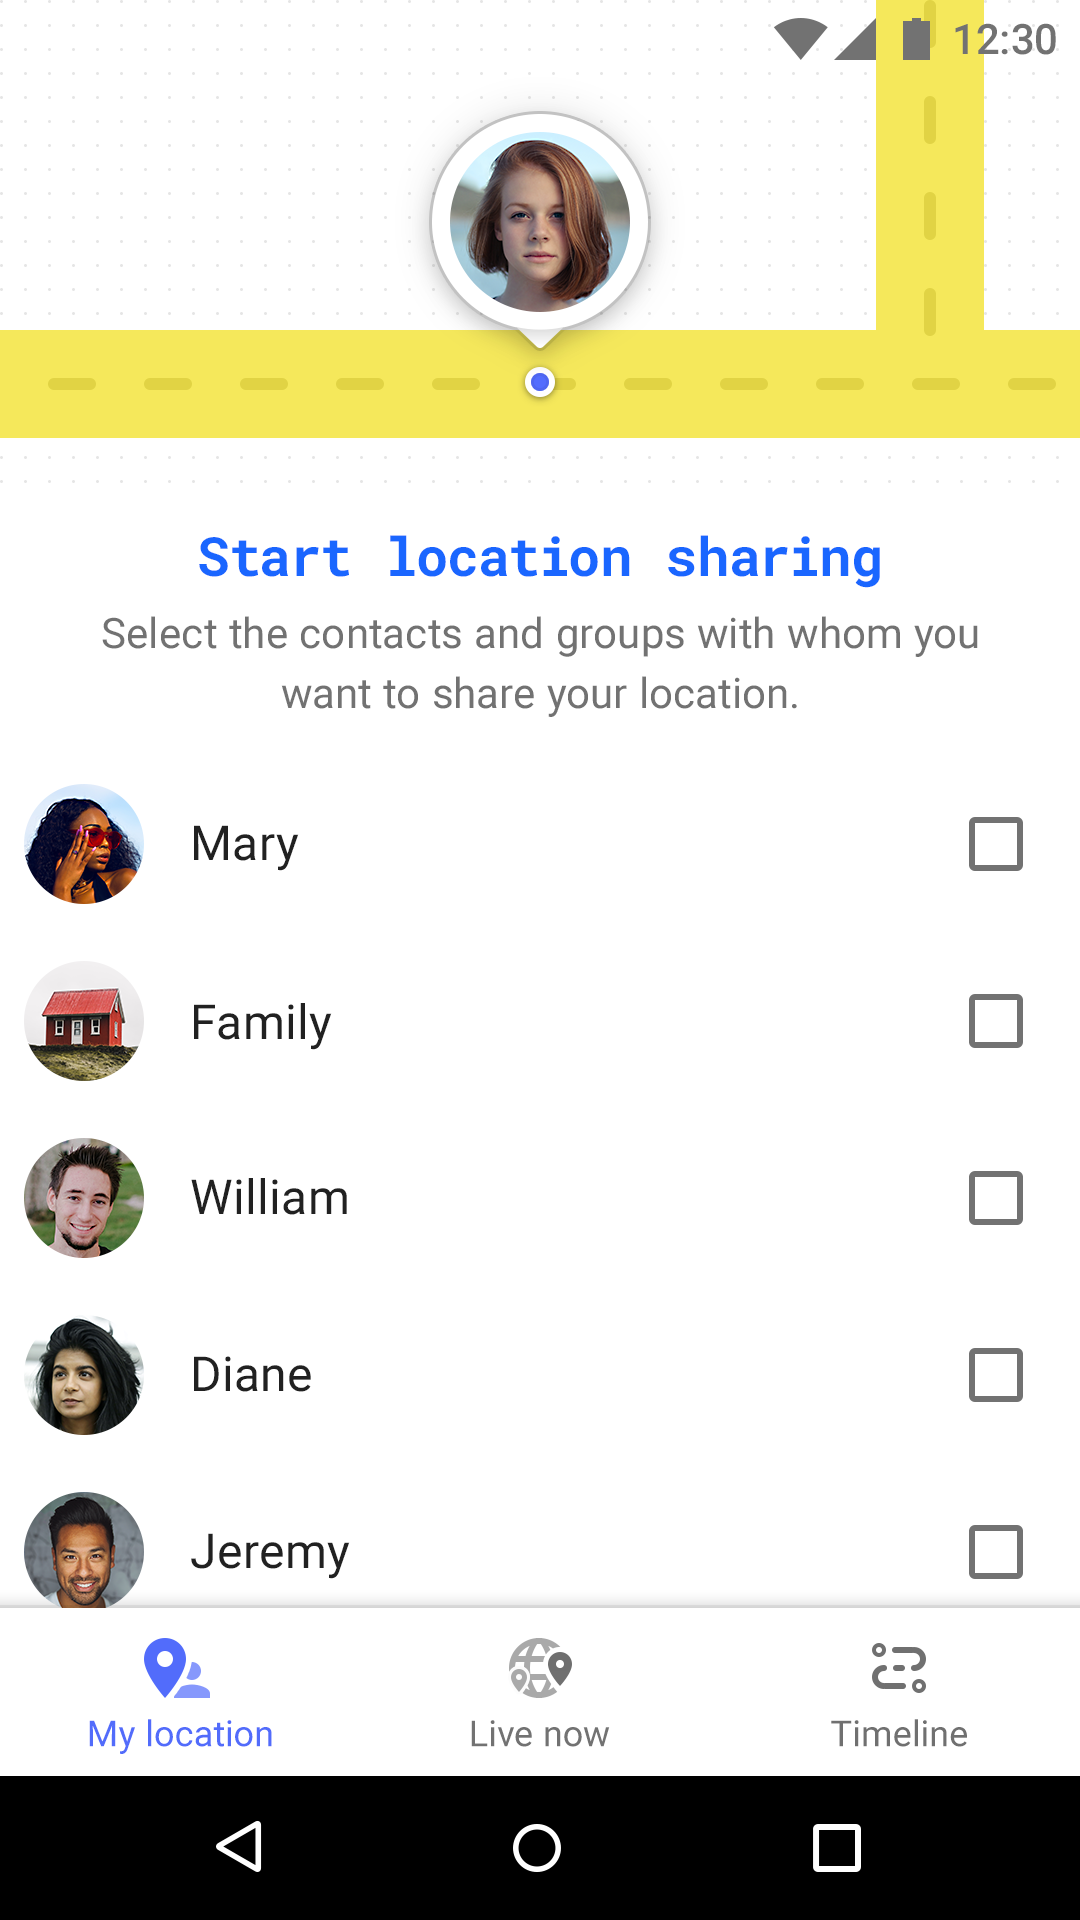 12:30
Start location sharing
Select the contacts and groups with whom you
want to share your location.
Mary
Family
William
Diane
Jeremy
My location
Live now
Timeline